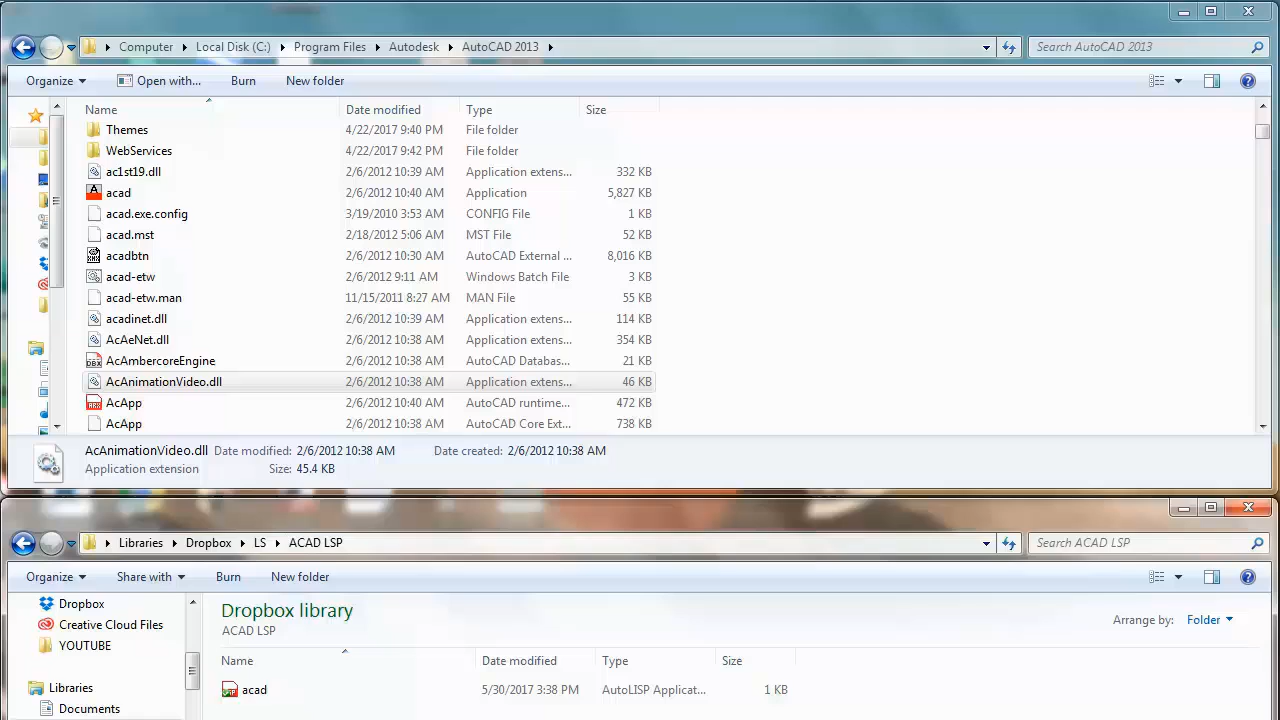 Computer Local Disk (C:) Program Files Autodesk AutoCAD 2013 Search AutoCAD 2013
Organize Open with... Burn New folder
Name Date modified Type Size
Themes 4/22/2017 9:40 PM File folder
WebServices 4/22/2017 9:42 PM File folder
ac1st19.dll 2/6/2012 10:39 AM Application extens... 332 KB
acad 2/6/2012 10:40 AM Application 5,827 KB
acad.exe.config 3/19/2010 3:53 AM CONFIG File 1 KB
acad.mst 2/18/2012 5:06 AM MST File 52 KB
acadbtn 2/6/2012 10:30 AM AutoCAD External ... 8,016 KB
acad-etw 2/6/2012 9:11 AM Windows Batch File 3 KB
acad-etw.man 11/15/2011 8:27 AM MAN File 55 KB
acadinet.dll 2/6/2012 10:39 AM Application extens... 114 KB
AcAeNet.dll 2/6/2012 10:38 AM Application extens... 354 KB
AcAmbercoreEngine 2/6/2012 10:38 AM AutoCAD Databas... 21 KB
AcAnimationVideo.dll 2/6/2012 10:38 AM Application extens... 46 KB
AcApp 2/6/2012 10:40 AM AutoCAD runtime... 472 KB
AcApp 2/6/2012 10:38 AM AutoCAD Core Ext... 738 KB
AcAnimationVideo.dll Date modified: 2/6/2012 10:38 AM Date created: 2/6/2012 10:38 AM
Application extension Size: 45.4 KB
Libraries Dropbox LS ACAD LSP Search ACAD LSP
Organize Share with Burn New folder
Dropbox
Creative Cloud Files
YOUTUBE
Libraries
Documents
Dropbox library
ACAD LSP
Arrange by: Folder
Name Date modified Type Size
acad 5/30/2017 3:38 PM AutoLISP Applicat... 1 KB